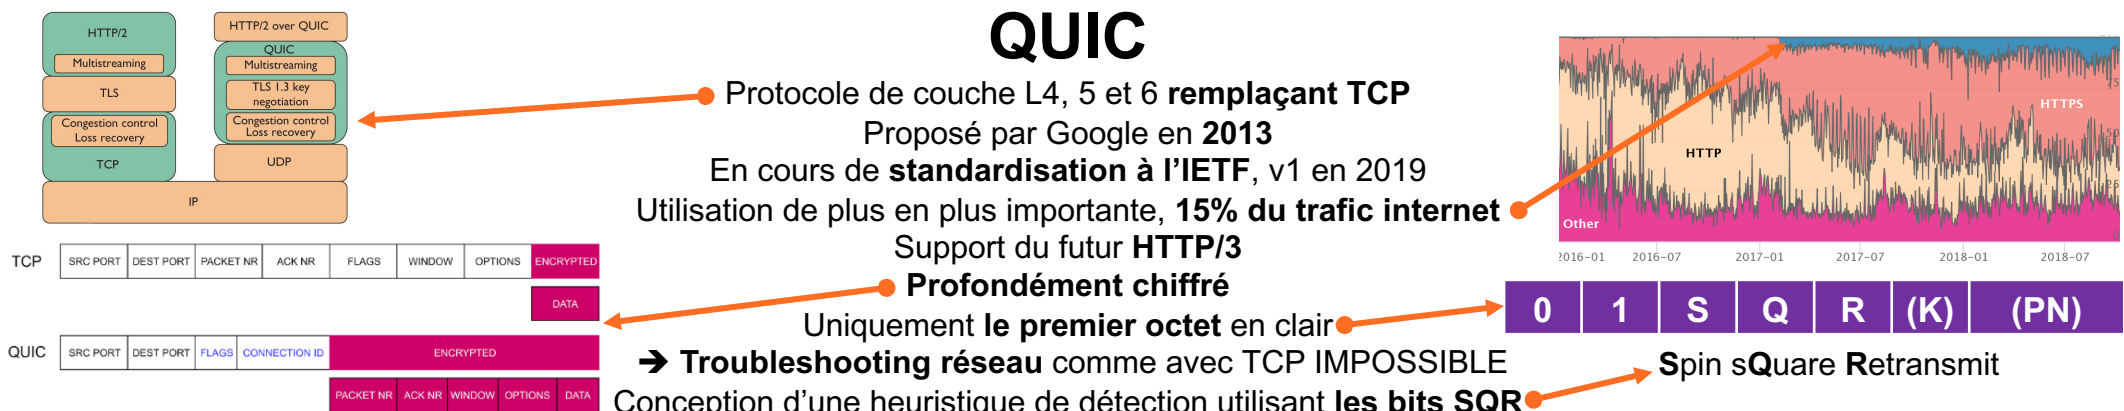 QUIC
HTTP/2
Multistreaming
TLS
Congestion control
Loss recovery
TCP
HTTP/2 over QUIC
QUIC
Multistreaming
TLS 1.3 key
negotiation
Congestion control
Loss recovery
UDP
IP
Protocole de couche L4, 5 et 6 remplaçant TCP
Proposé par Google en 2013
En cours de standardisation à l'IETF, v1 en 2019
Utilisation de plus en plus importante, 15% du trafic internet
Support du futur HTTP/3
Profondément chiffré
Uniquement le premier octet en clair
➔ Troubleshooting réseau comme avec TCP IMPOSSIBLE
Conception d'une heuristique de détection utilisant les bits SQR
TCP SRC PORT DEST PORT PACKET NR ACK NR FLAGS WINDOW OPTIONS ENCRYPTED
DATA
QUIC SRC PORT DEST PORT FLAGS CONNECTION ID ENCRYPTED
PACKET NR ACK NR WINDOW OPTIONS DATA
75
HTTPS
50
HTTP
25
Other
0
2016-01 2016-07 2017-01 2017-07 2018-01 2018-07
0 1 S Q R (K) (PN)
Spin sQuare Retransmit